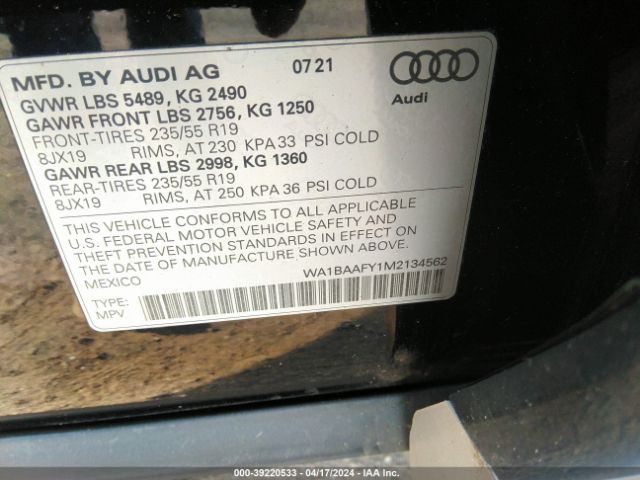 MFD. BY AUDI AG 07 21
GVWR LBS 5489, KG 2490
GAWR FRONT LBS 2756, KG 1250
FRONT-TIRES 235/55 R19
8JX19 RIMS, AT 230 KPA 33 PSI COLD
GAWR REAR LBS 2998, KG 1360
REAR-TIRES 235/55 R19
8JX19 RIMS, AT 250 KPA 36 PSI COLD
Audi
THIS VEHICLE CONFORMS TO ALL APPLICABLE
U.S. FEDERAL MOTOR VEHICLE SAFETY AND
THEFT PREVENTION STANDARDS IN EFFECT ON
THE DATE OF MANUFACTURE SHOWN ABOVE.
MEXICO WA1BAAFY1M2134562
TYPE:
MPV
000-39220533 - 04/17/2024 - IAA Inc.